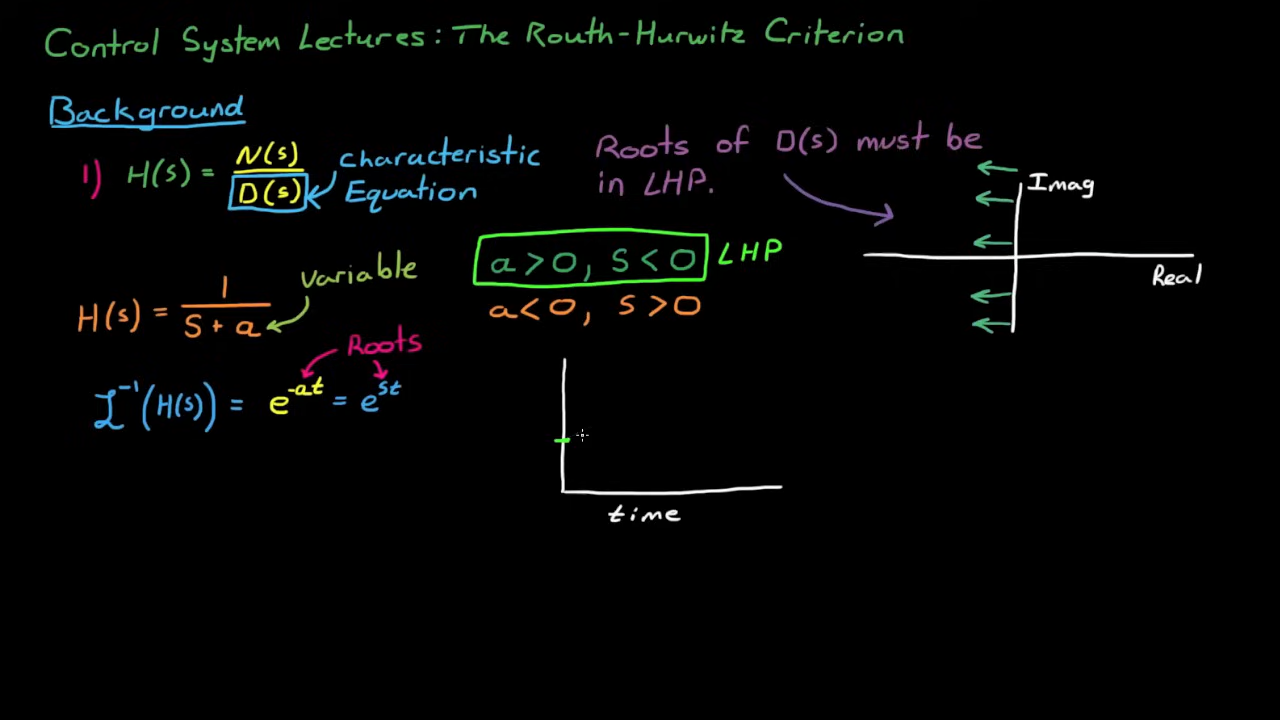 Control System Lectures: The Routh-Hurwitz Criterion
Background
1) H(s) = N(s) / D(s)
characteristic
Equation
Roots of D(s) must be
in LHP.
Imag
Real
a > 0, S < 0 LHP
a < 0, S > 0
H(s) = 1 / S + a
variable
Roots
ℒ⁻¹(H(s)) = e^-at = e^st
time